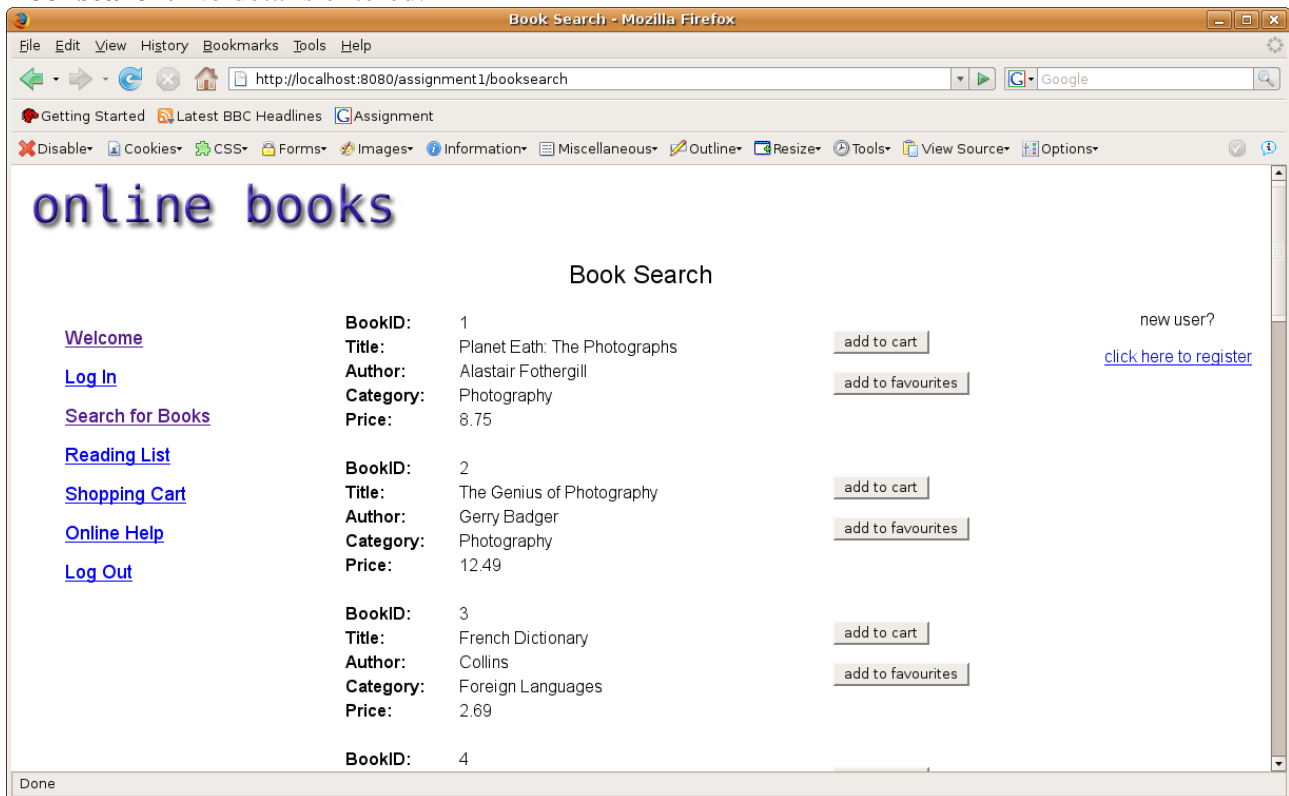 Book Search - Mozilla Firefox
File Edit View History Bookmarks Tools Help
http://localhost:8080/assignment1/booksearch
G Google
Getting Started Latest BBC Headlines Assignment
Disable Cookies CSS Forms Images Information Miscellaneous Outline Resize Tools View Source Options
online books
Book Search
Welcome
Log In
Search for Books
Reading List
Shopping Cart
Online Help
Log Out
BookID: 1
Title: Planet Eath: The Photographs
Author: Alastair Fothergill
Category: Photography
Price: 8.75
add to cart
add to favourites
BookID: 2
Title: The Genius of Photography
Author: Gerry Badger
Category: Photography
Price: 12.49
add to cart
add to favourites
BookID: 3
Title: French Dictionary
Author: Collins
Category: Foreign Languages
Price: 2.69
add to cart
add to favourites
BookID: 4
new user?
click here to register
Done